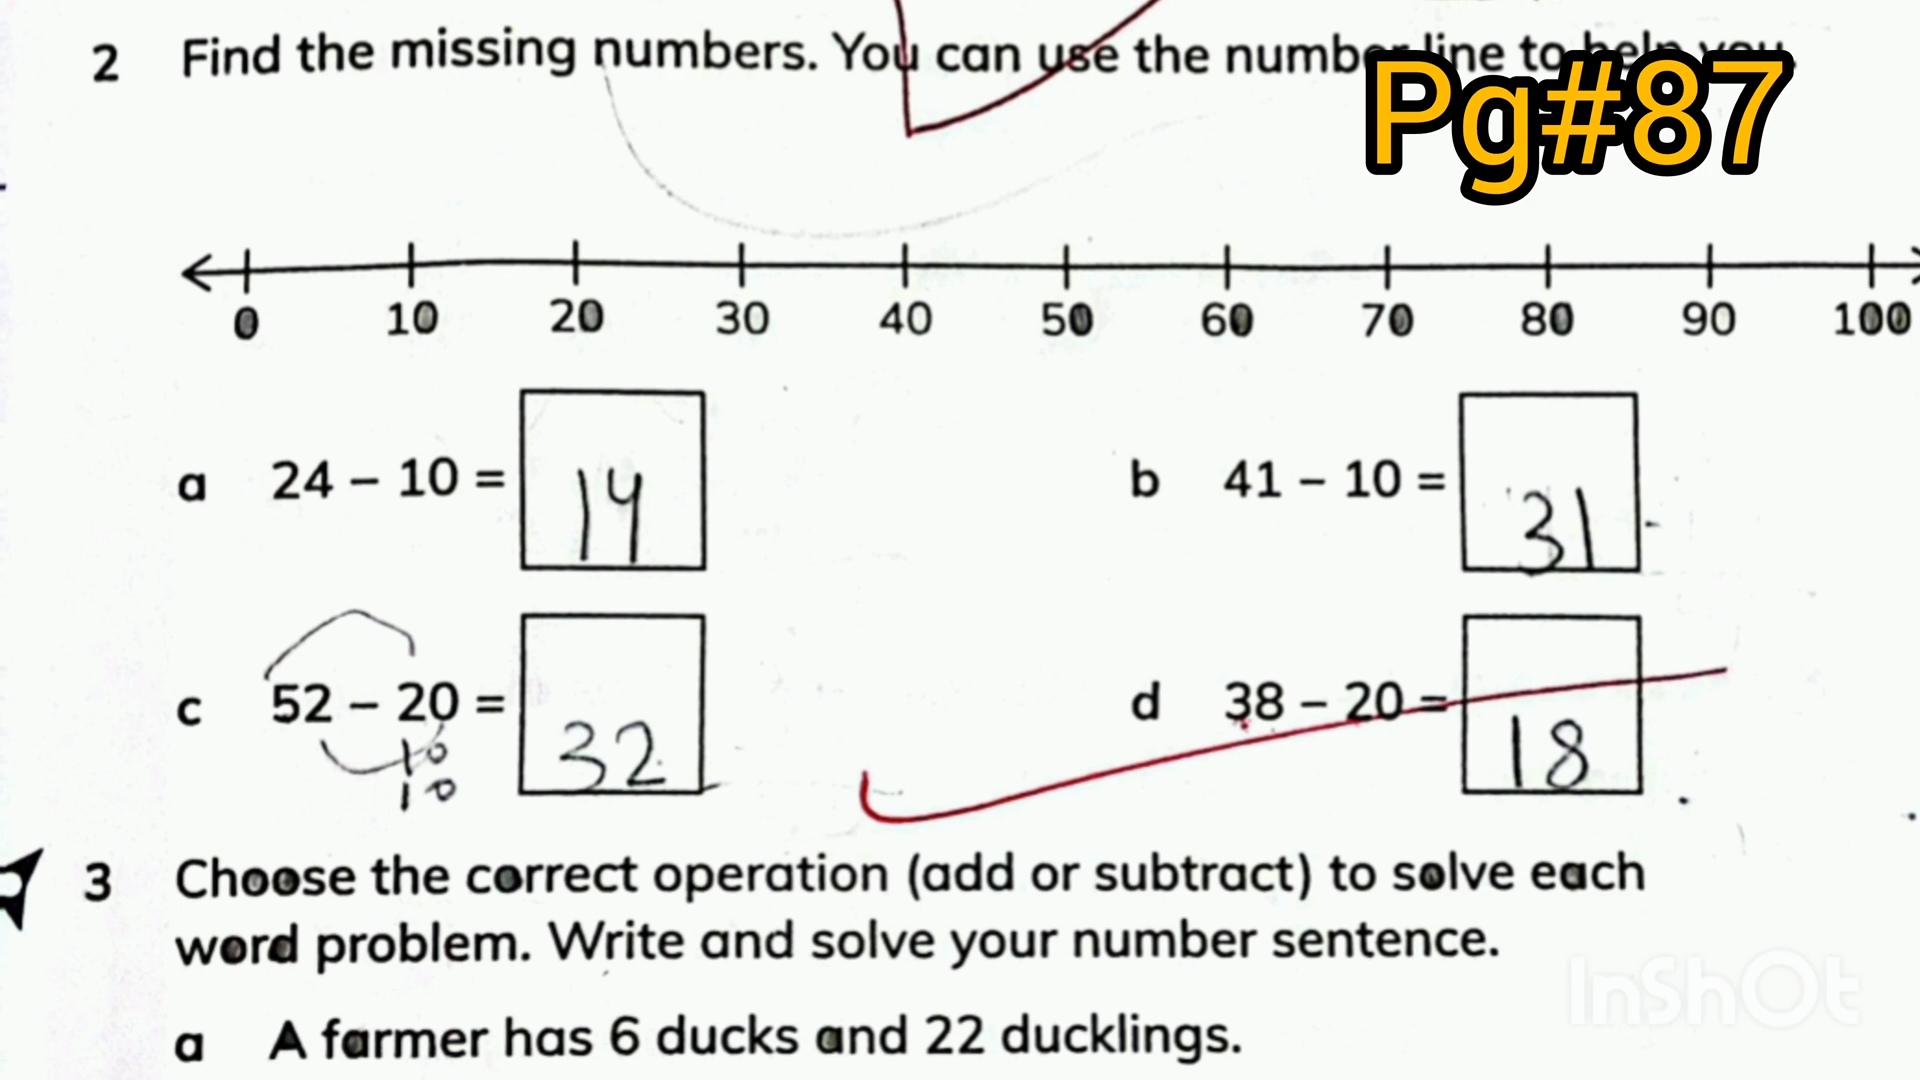 2 Find the missing numbers. You can use the number line to help you.
Pg#87
0 10 20 30 40 50 60 70 80 90 100
a 24 – 10 = 14
b 41 – 10 = 31
c 52 – 20 = 32
10
10
d 38 – 20 = 18
3 Choose the correct operation (add or subtract) to solve each
word problem. Write and solve your number sentence.
a A farmer has 6 ducks and 22 ducklings.
InShOt